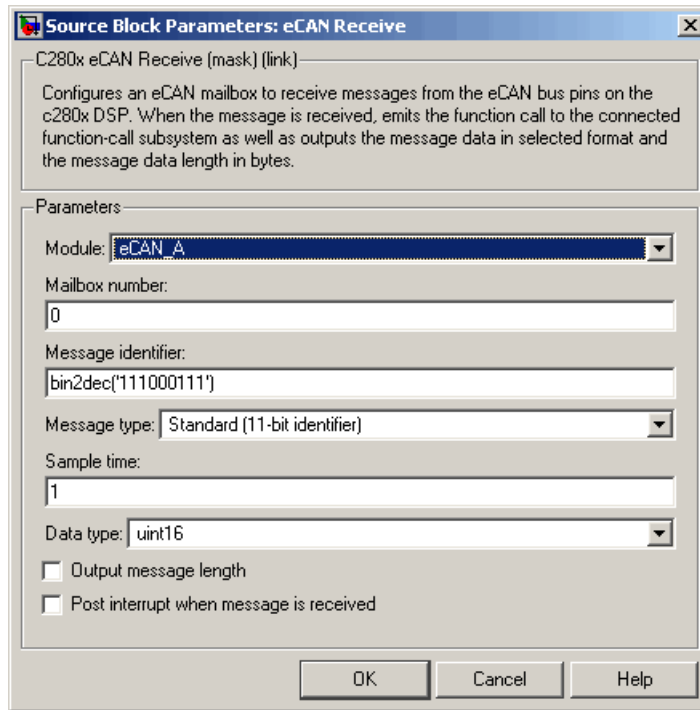 Source Block Parameters: eCAN Receive
C280x eCAN Receive (mask) (link)
Configures an eCAN mailbox to receive messages from the eCAN bus pins on the
c280x DSP. When the message is received, emits the function call to the connected
function-call subsystem as well as outputs the message data in selected format and
the message data length in bytes.
Parameters
Module: eCAN_A
Mailbox number:
0
Message identifier:
bin2dec('111000111')
Message type: Standard (11-bit identifier)
Sample time:
1
Data type: uint16
Output message length
Post interrupt when message is received
OK Cancel Help